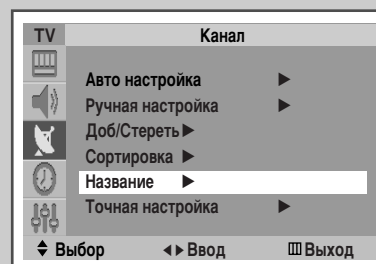 TV Канал
Авто настройка ▶
Ручная настройка ▶
Доб/Стереть ▶
Сортировка ▶
Название ▶
Точная настройка ▶
Выбор Ввод Выход